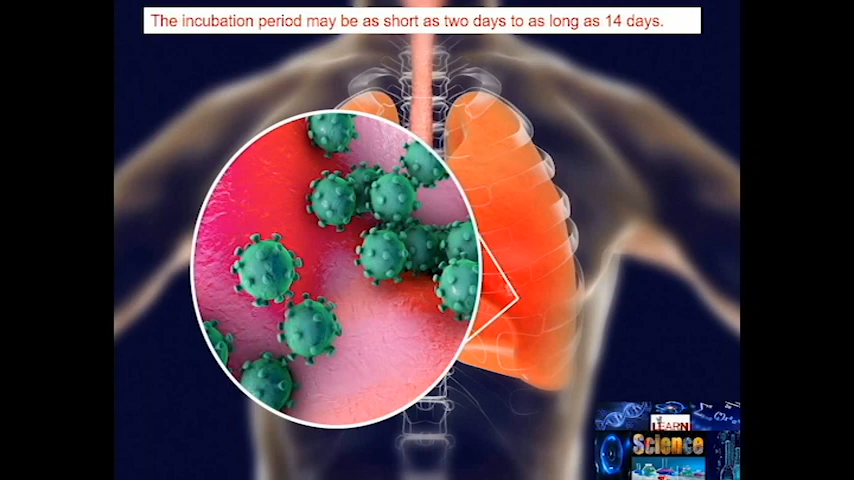 The incubation period may be as short as two days to as long as 14 days.
LEARN
Science